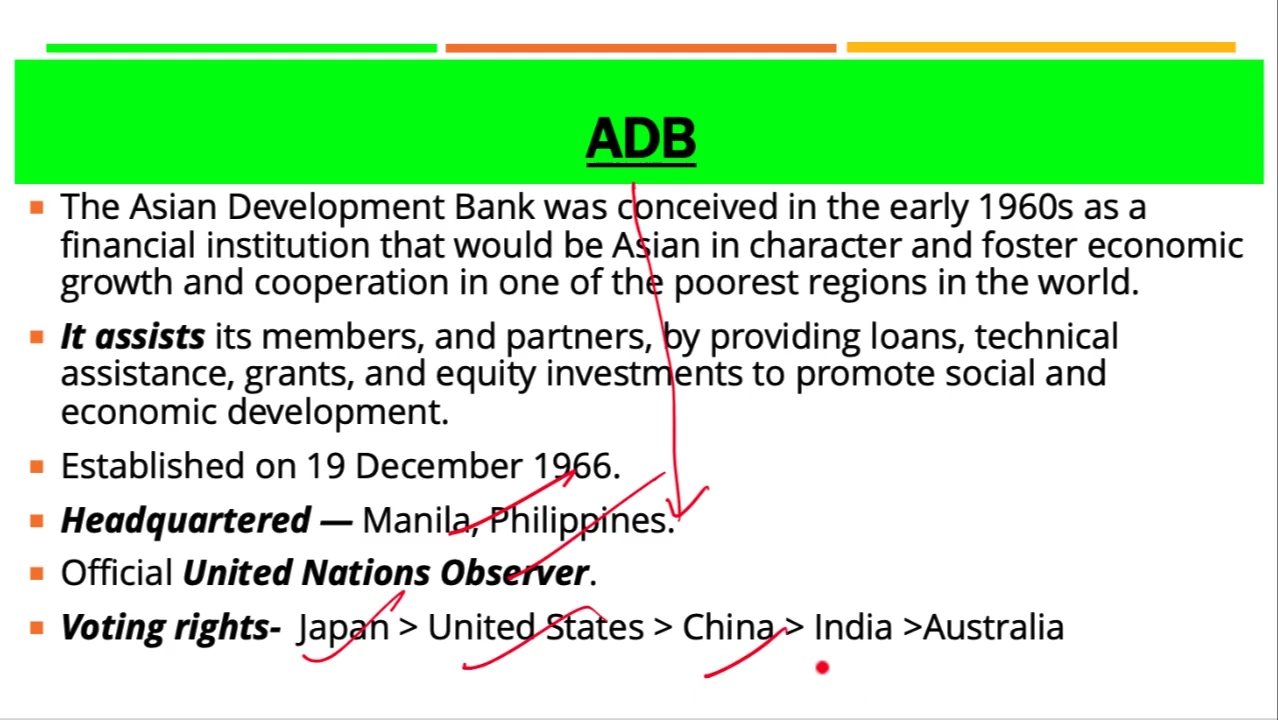 ADB
The Asian Development Bank was conceived in the early 1960s as a
financial institution that would be Asian in character and foster economic
growth and cooperation in one of the poorest regions in the world.
It assists its members, and partners, by providing loans, technical
assistance, grants, and equity investments to promote social and
economic development.
Established on 19 December 1966.
Headquartered — Manila, Philippines.
Official United Nations Observer.
Voting rights- Japan > United States > China > India >Australia